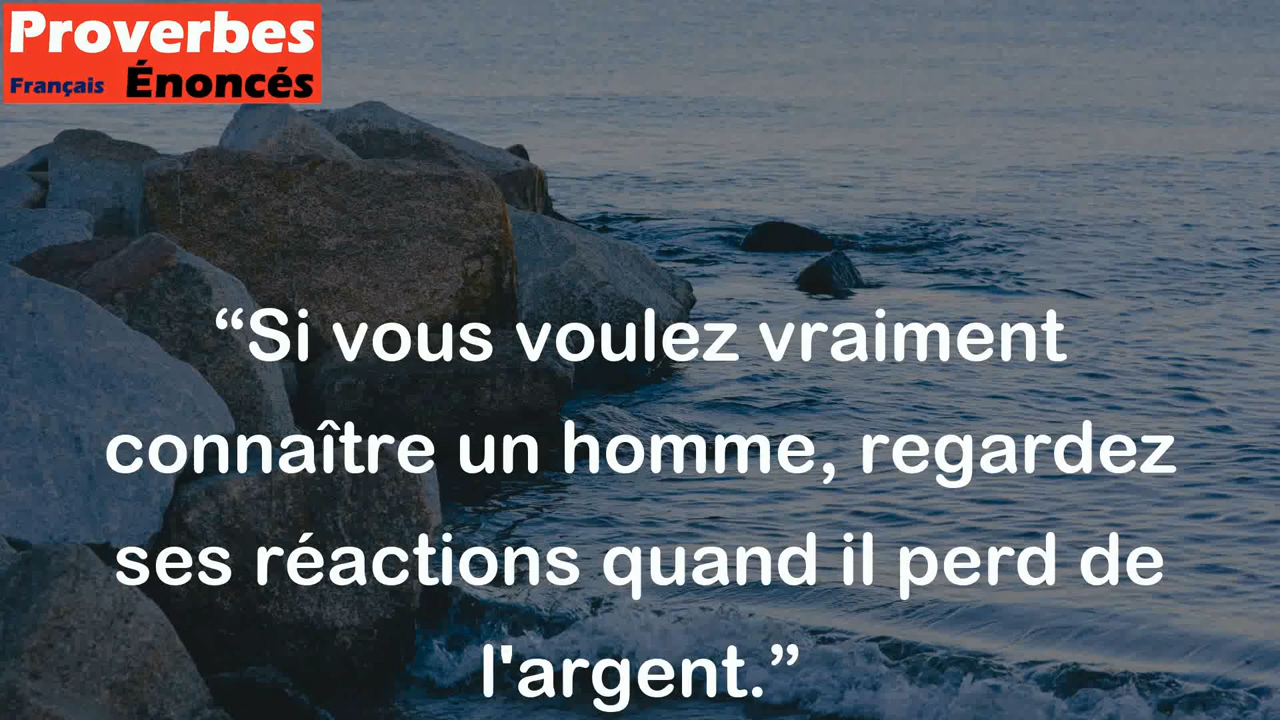 Proverbes
Français Énoncés
“Si vous voulez vraiment
connaître un homme, regardez
ses réactions quand il perd de
l'argent.”